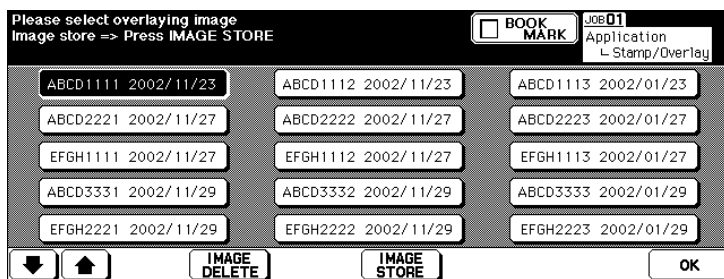 Please select overlaying image
Image store => Press IMAGE STORE
BOOK
MARK
JOB01
Application
Stamp/Overlay
ABCD1111 2002/11/23
ABCD1112 2002/11/23
ABCD1113 2002/01/23
ABCD2221 2002/11/27
ABCD2222 2002/11/27
ABCD2223 2002/01/27
EFGH1111 2002/11/27
EFGH1112 2002/11/27
EFGH1113 2002/01/27
ABCD3331 2002/11/29
ABCD3332 2002/11/29
ABCD3333 2002/01/29
EFGH2221 2002/11/29
EFGH2222 2002/11/29
EFGH2223 2002/01/29
IMAGE
DELETE
IMAGE
STORE
OK